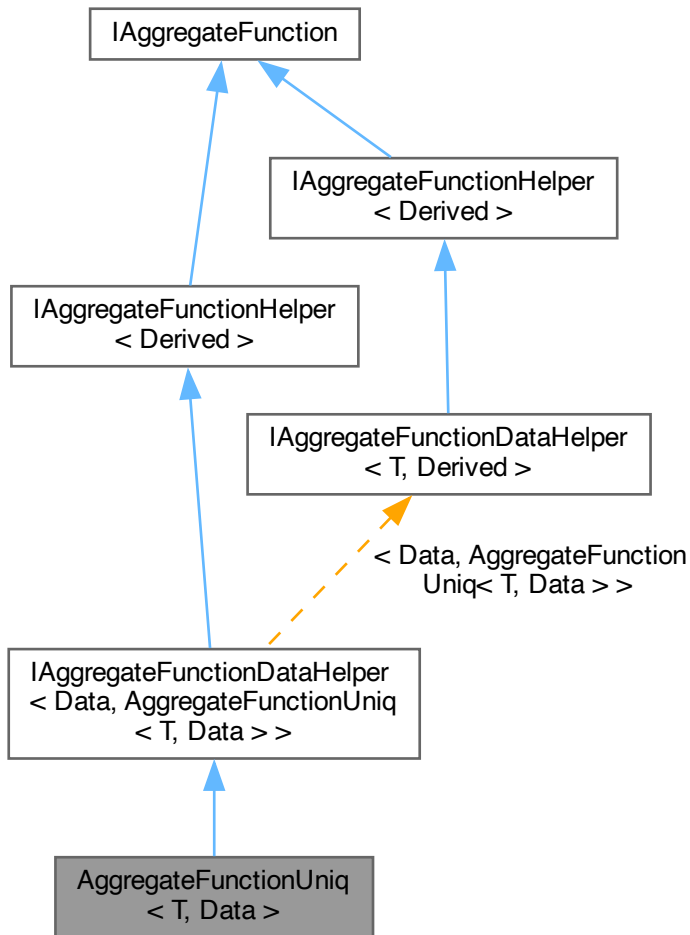 IAggregateFunction
IAggregateFunctionHelper
< Derived >
IAggregateFunctionHelper
< Derived >
IAggregateFunctionDataHelper
< T, Derived >
< Data, AggregateFunction
Uniq< T, Data > >
IAggregateFunctionDataHelper
< Data, AggregateFunctionUniq
< T, Data > >
AggregateFunctionUniq
< T, Data >